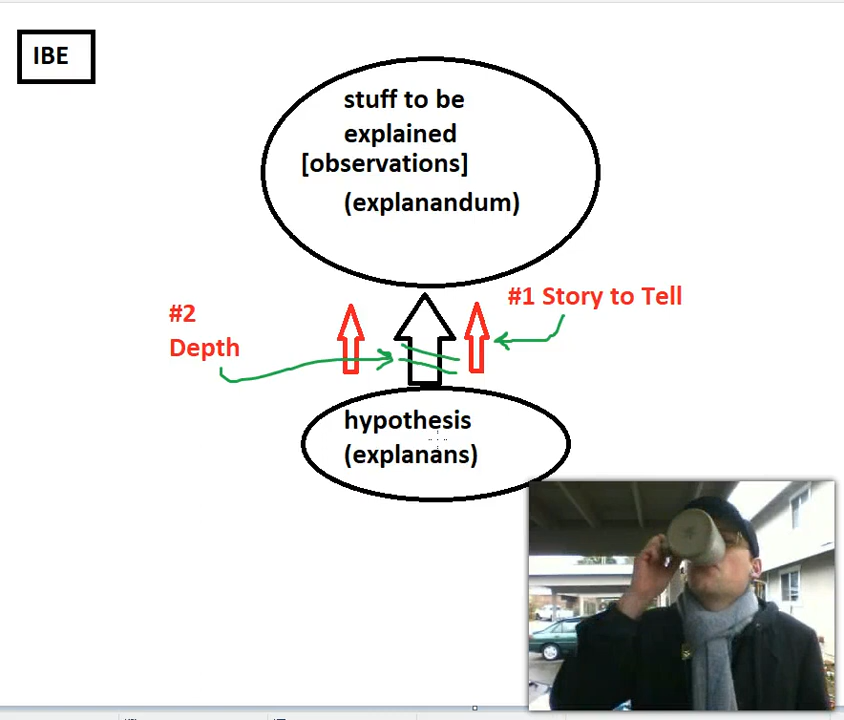 IBE
stuff to be
explained
[observations]
(explanandum)
#1 Story to Tell
#2
Depth
hypothesis
(explanans)